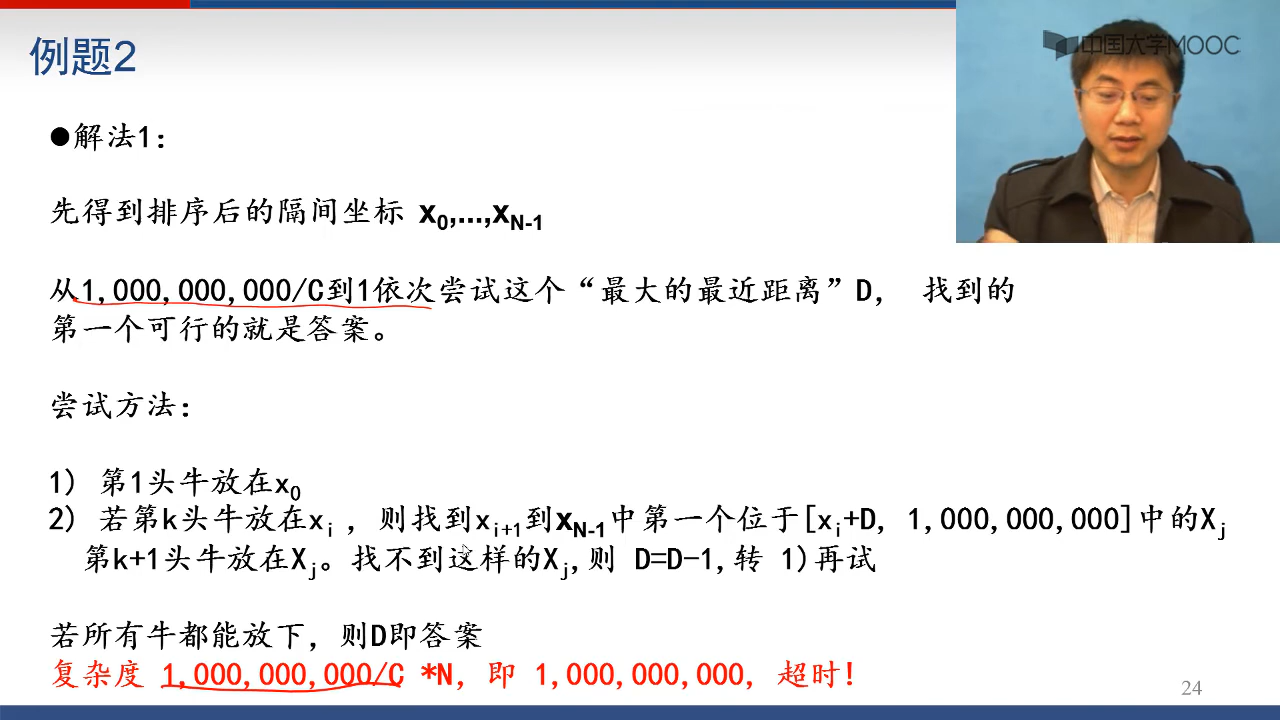 例题2
中国大学MOOC
●解法1：
先得到排序后的隔间坐标 x0,...,xN-1
从1,000,000,000/C到1依次尝试这个“最大的最近距离”D， 找到的
第一个可行的就是答案。
尝试方法：
1) 第1头牛放在x0
2) 若第k头牛放在xi ，则找到xi+1到xN-1中第一个位于[xi+D, 1,000,000,000]中的Xj
第k+1头牛放在Xj。找不到这样的Xj,则 D=D-1,转 1)再试
若所有牛都能放下，则D即答案
复杂度 1,000,000,000/C *N，即 1,000,000,000, 超时！
24